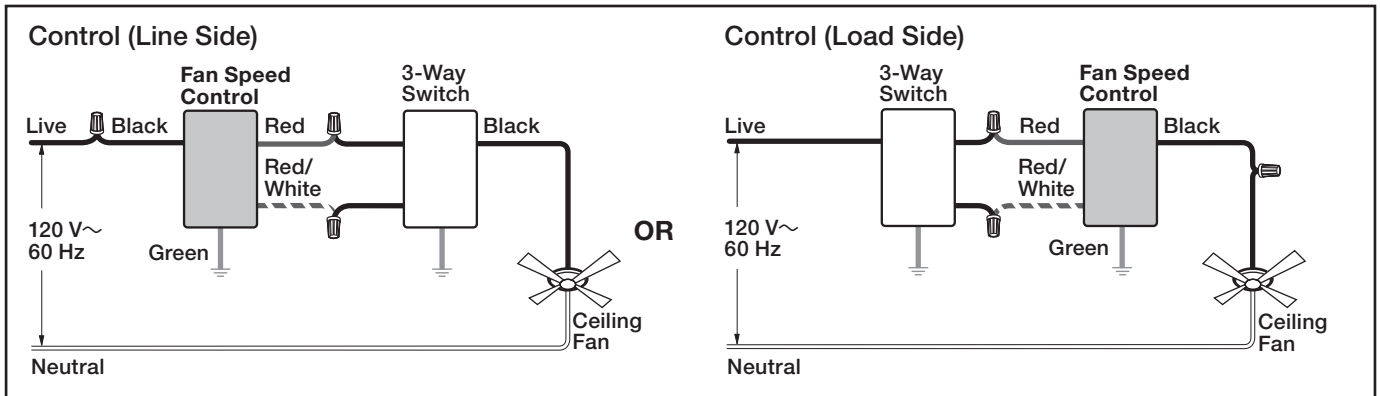 Control (Line Side)
Fan Speed
Control
3-Way
Switch
Live
Black
Red
Black
Red/
White
120 V~
60 Hz
Green
Ceiling
Fan
Neutral
OR
Control (Load Side)
3-Way
Switch
Fan Speed
Control
Live
Red
Black
Red/
White
120 V~
60 Hz
Green
Ceiling
Fan
Neutral